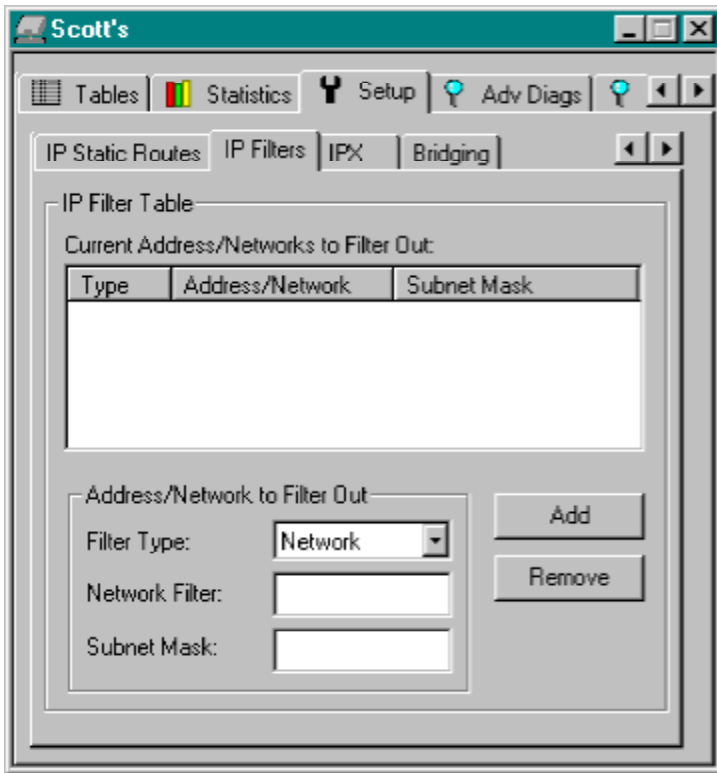 Scott's
Tables Statistics Setup Adv Diags
IP Static Routes IP Filters IPX Bridging
IP Filter Table
Current Address/Networks to Filter Out:
Type Address/Network Subnet Mask
Address/Network to Filter Out
Filter Type: Network
Network Filter:
Subnet Mask:
Add
Remove